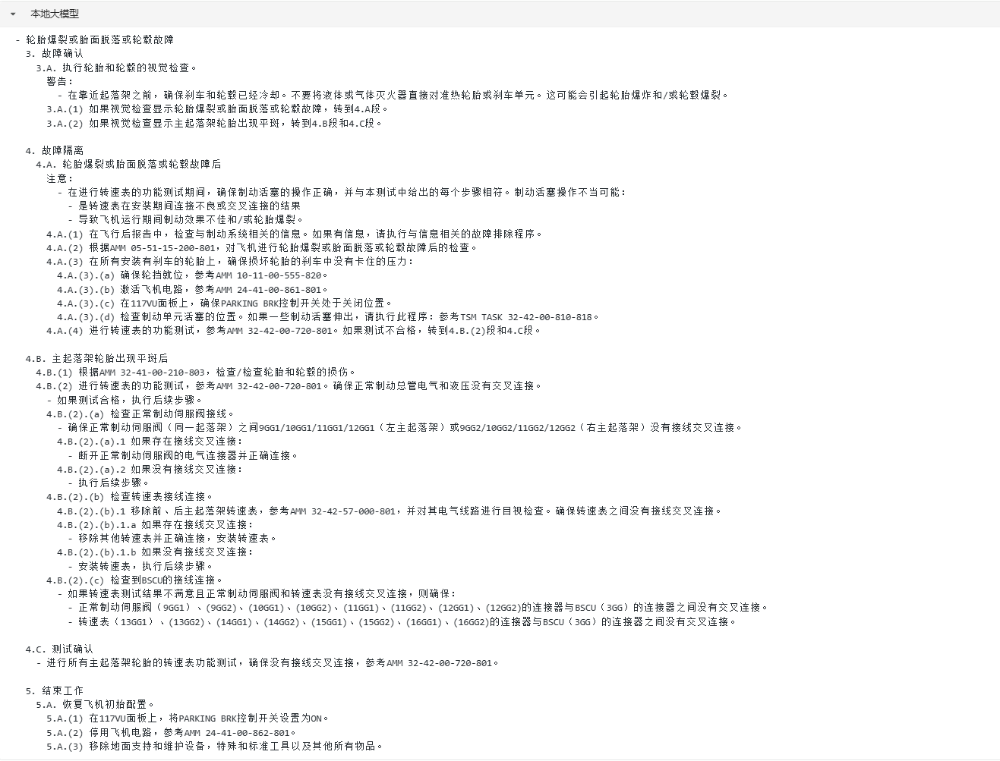 本地大模型
- 轮胎爆裂或胎面脱落或轮毂故障
3. 故障确认
3.A. 执行轮胎和轮毂的视觉检查。
警告:
- 在靠近起落架之前，确保刹车和轮毂已经冷却。不要将液体或气体灭火器直接对准热轮胎或刹车单元。这可能会引起轮胎爆炸和/或轮毂爆裂。
3.A.(1) 如果视觉检查显示轮胎爆裂或胎面脱落或轮毂故障，转到4.A段。
3.A.(2) 如果视觉检查显示主起落架轮胎出现平斑，转到4.B段和4.C段。
4. 故障隔离
4.A. 轮胎爆裂或胎面脱落或轮毂故障后
注意:
- 在进行转速表的功能测试期间，确保制动活塞的操作正确，并与本测试中给出的每个步骤相符。制动活塞操作不当可能:
- 是转速表在安装期间连接不良或交叉连接的结果
- 导致飞机运行期间制动效果不佳和/或轮胎爆裂。
4.A.(1) 在飞行后报告中，检查与制动系统相关的信息。如果有信息，请执行与信息相关的故障排除程序。
4.A.(2) 根据AMM 05-51-15-200-801，对飞机进行轮胎爆裂或胎面脱落或轮毂故障后的检查。
4.A.(3) 在所有安装有刹车的轮胎上，确保损坏轮胎的刹车中没有卡住的压力:
4.A.(3).(a) 确保轮挡就位，参考AMM 10-11-00-555-820。
4.A.(3).(b) 激活飞机电路，参考AMM 24-41-00-861-801。
4.A.(3).(c) 在117VU面板上，确保PARKING BRK控制开关处于关闭位置。
4.A.(3).(d) 检查制动单元活塞的位置。如果一些制动活塞伸出，请执行此程序: 参考TSM TASK 32-42-00-810-818。
4.A.(4) 进行转速表的功能测试，参考AMM 32-42-00-720-801。如果测试不合格，转到4.B.(2)段和4.C段。
4.B. 主起落架轮胎出现平斑后
4.B.(1) 根据AMM 32-41-00-210-803，检查/检查轮胎和轮毂的损伤。
4.B.(2) 进行转速表的功能测试，参考AMM 32-42-00-720-801。确保正常制动总管电气和液压没有交叉连接。
- 如果测试合格，执行后续步骤。
4.B.(2).(a) 检查正常制动伺服阀接线。
- 确保正常制动伺服阀（同一起落架）之间9GG1/10GG1/11GG1/12GG1（左主起落架）或9GG2/10GG2/11GG2/12GG2（右主起落架）没有接线交叉连接。
4.B.(2).(a).1 如果存在接线交叉连接:
- 断开正常制动伺服阀的电气连接器并正确连接。
4.B.(2).(a).2 如果没有接线交叉连接:
- 执行后续步骤。
4.B.(2).(b) 检查转速表接线连接。
4.B.(2).(b).1 移除前、后主起落架转速表，参考AMM 32-42-57-000-801，并对其电气线路进行目视检查。确保转速表之间没有接线交叉连接。
4.B.(2).(b).1.a 如果存在接线交叉连接:
- 移除其他转速表并正确连接，安装转速表。
4.B.(2).(b).1.b 如果没有接线交叉连接:
- 安装转速表，执行后续步骤。
4.B.(2).(c) 检查到BSCU的接线连接。
- 如果转速表测试结果不满意且正常制动伺服阀和转速表没有接线交叉连接，则确保:
- 正常制动伺服阀（9GG1）、(9GG2)、(10GG1)、(10GG2)、(11GG1)、(11GG2)、(12GG1)、(12GG2)的连接器与BSCU（3GG）的连接器之间没有交叉连接。
- 转速表（13GG1）、(13GG2)、(14GG1)、(14GG2)、(15GG1)、(15GG2)、(16GG1)、(16GG2)的连接器与BSCU（3GG）的连接器之间没有交叉连接。
4.C. 测试确认
- 进行所有主起落架轮胎的转速表功能测试，确保没有接线交叉连接，参考AMM 32-42-00-720-801。
5. 结束工作
5.A. 恢复飞机初始配置。
5.A.(1) 在117VU面板上，将PARKING BRK控制开关设置为ON。
5.A.(2) 停用飞机电路，参考AMM 24-41-00-862-801。
5.A.(3) 移除地面支持和维护设备，特殊和标准工具以及其他所有物品。